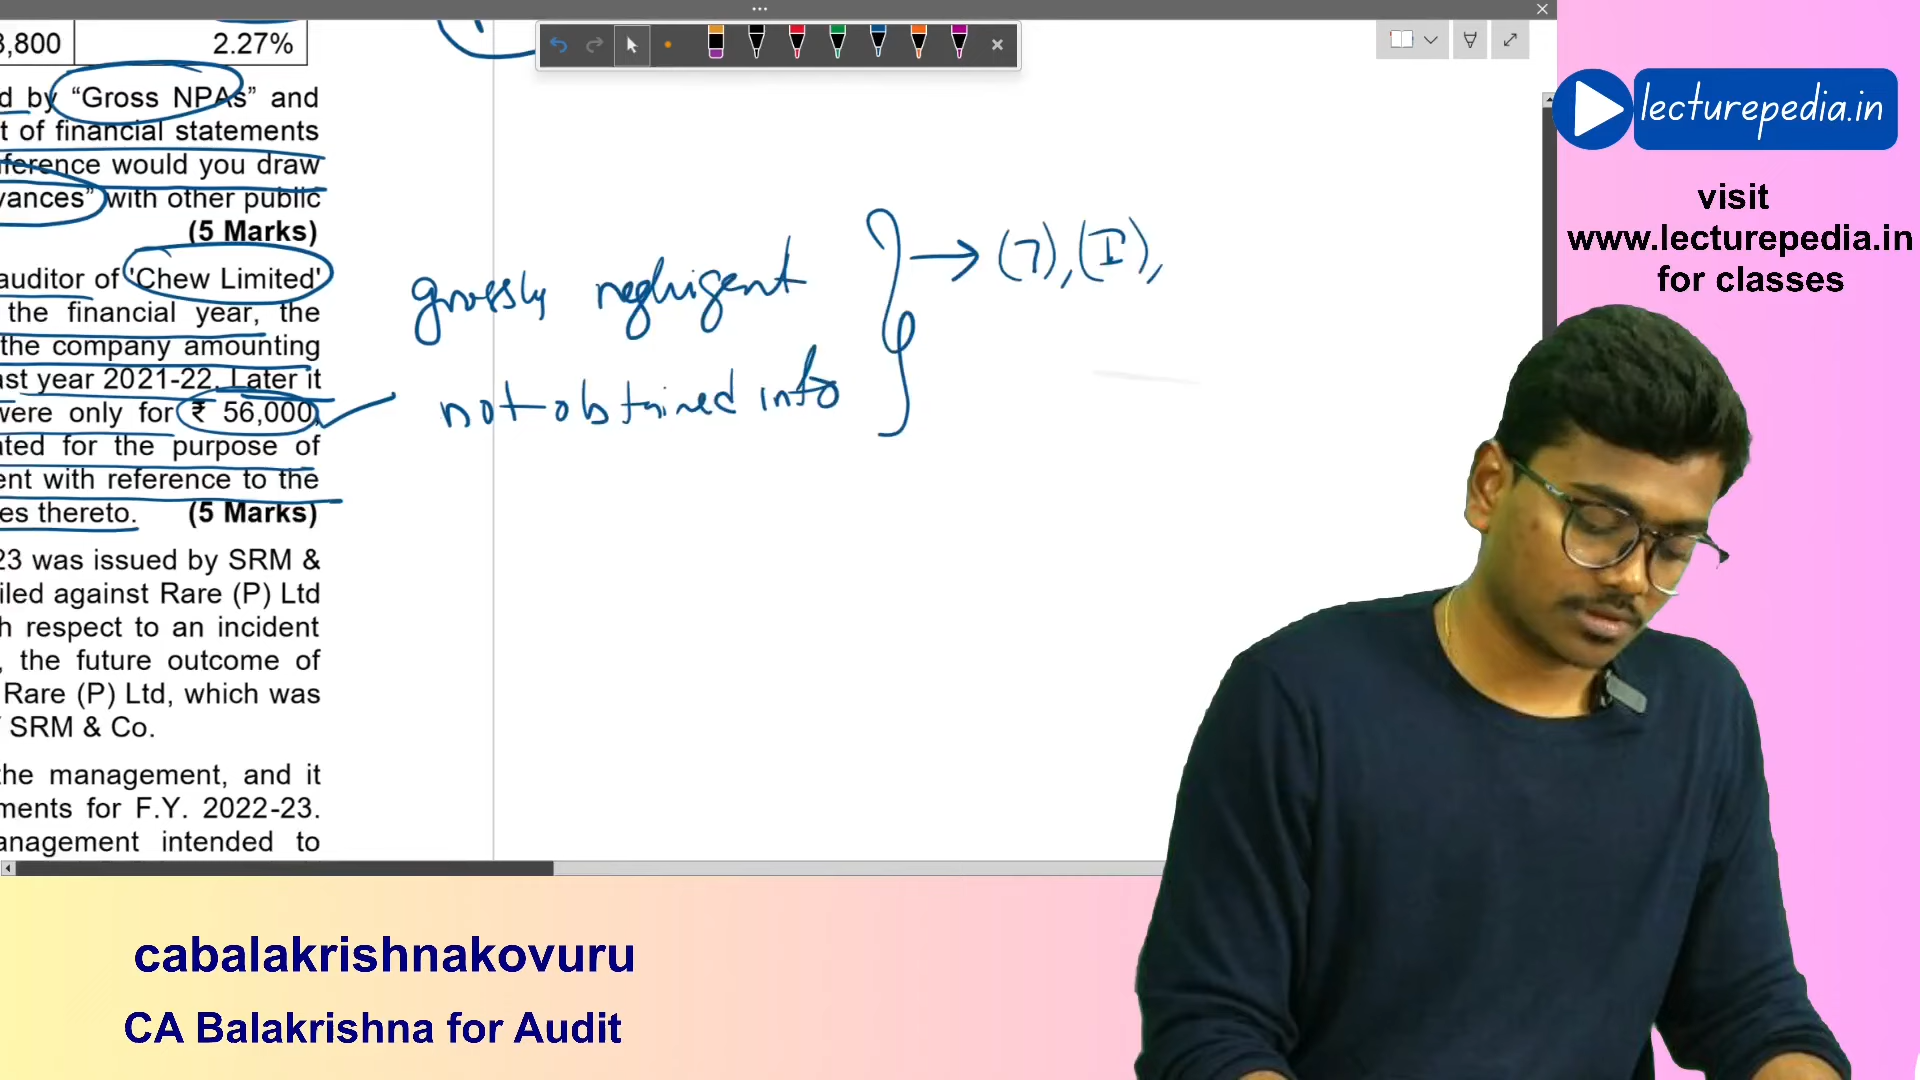 3,800 2.27%
d by “Gross NPAs” and
t of financial statements
ference would you draw
vances” with other public
(5 Marks)
auditor of 'Chew Limited'
the financial year, the
the company amounting
ast year 2021-22. Later it
were only for ₹ 56,000,
ated for the purpose of
ent with reference to the
es thereto. (5 Marks)
23 was issued by SRM &
iled against Rare (P) Ltd
h respect to an incident
, the future outcome of
Rare (P) Ltd, which was
SRM & Co.
the management, and it
ments for F.Y. 2022-23.
anagement intended to
grossly negligent
not obtained info
→ (7), (I),
lecturepedia.in
visit
www.lecturepedia.in
for classes
cabalakrishnakovuru
CA Balakrishna for Audit